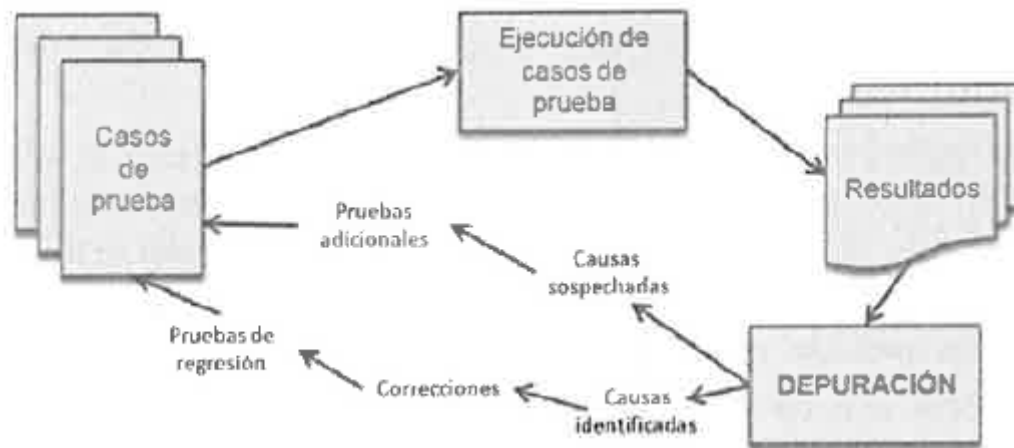 Casos
de
prueba
Ejecución de
casos de
prueba
Resultados
Pruebas
adicionales
Causas
sospechadas
DEPURACIÓN
Causas
identificadas
Correcciones
Pruebas de
regresión